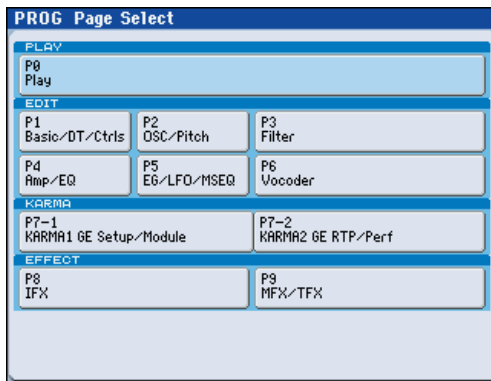 PROG Page Select
PLAY
P0
Play
EDIT
P1
Basic/DT/Ctrls
P2
OSC/Pitch
P3
Filter
P4
Amp/EQ
P5
EG/LFO/MSEQ
P6
Vocoder
KARMA
P7-1
KARMA1 GE Setup/Module
P7-2
KARMA2 GE RTP/Perf
EFFECT
P8
IFX
P9
MFX/TFX